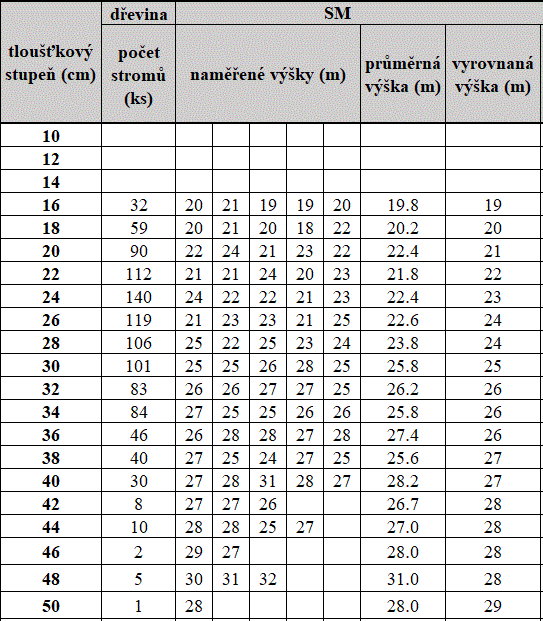 dřevina SM
tloušťkový stupeň (cm) počet stromů (ks) naměřené výšky (m) průměrná výška (m) vyrovnaná výška (m)
10
12
14
16 32 20 21 19 19 20 19.8 19
18 59 20 21 20 18 22 20.2 20
20 90 22 24 21 23 22 22.4 21
22 112 21 21 24 20 23 21.8 22
24 140 24 22 22 21 23 22.4 23
26 119 21 23 23 21 25 22.6 24
28 106 25 22 25 23 24 23.8 24
30 101 25 25 26 28 25 25.8 25
32 83 26 26 27 27 25 26.2 26
34 84 27 25 25 26 26 25.8 26
36 46 26 28 28 27 28 27.4 26
38 40 27 25 24 27 25 25.6 27
40 30 27 28 31 28 27 28.2 27
42 8 27 27 26 26.7 28
44 10 28 28 25 27 27.0 28
46 2 29 27 28.0 28
48 5 30 31 32 31.0 28
50 1 28 28.0 29